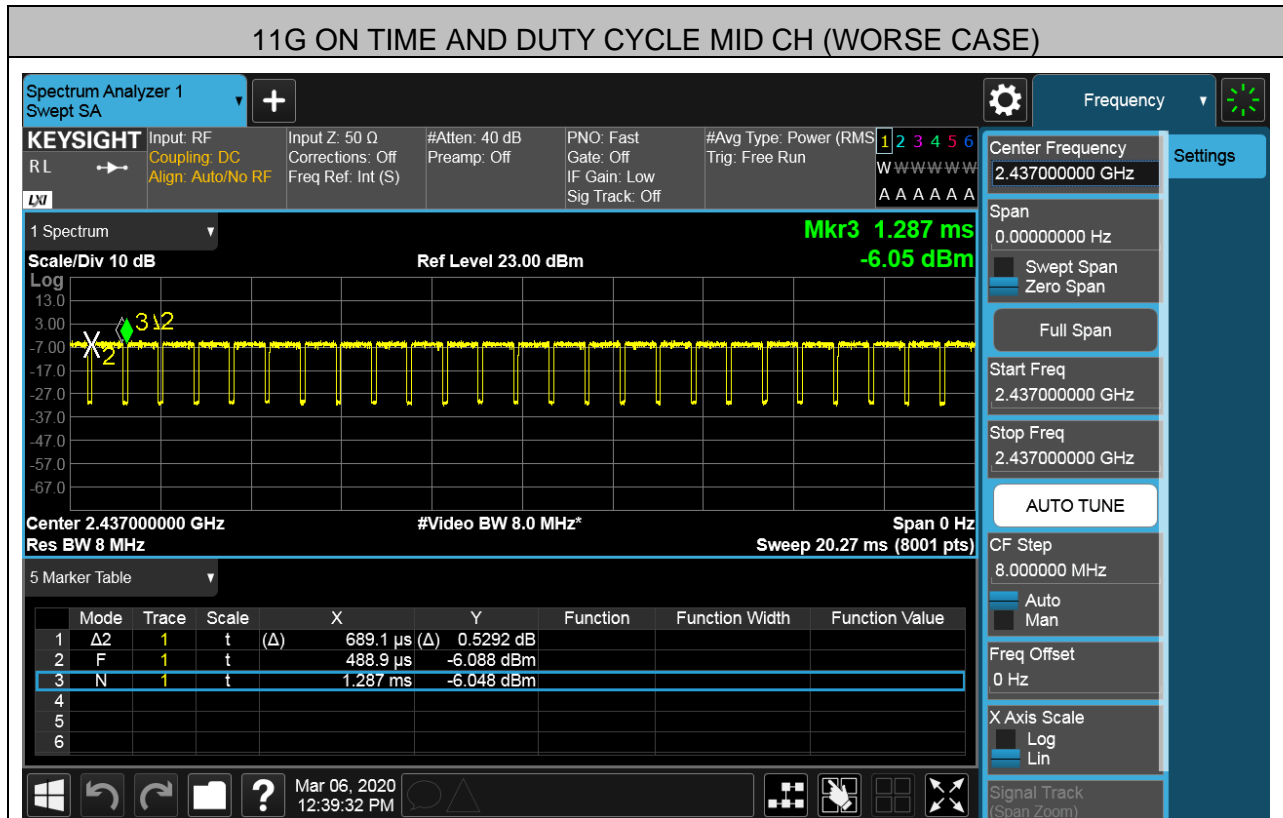 11G ON TIME AND DUTY CYCLE MID CH (WORSE CASE)
Spectrum Analyzer 1
Swept SA
Frequency
KEYSIGHT
RL
LXI
Input: RF
Coupling: DC
Align: Auto/No RF
Input Z: 50 Ω
Corrections: Off
Freq Ref: Int (S)
#Atten: 40 dB
Preamp: Off
PNO: Fast
Gate: Off
IF Gain: Low
Sig Track: Off
#Avg Type: Power (RMS
Trig: Free Run
1 2 3 4 5 6
W W W W W W
A A A A A A
1 Spectrum
Mkr3 1.287 ms
-6.05 dBm
Scale/Div 10 dB
Ref Level 23.00 dBm
Log
13.0
3.00
-7.00
-17.0
-27.0
-37.0
-47.0
-57.0
-67.0
X
2
3
1Δ2
Center 2.437000000 GHz
#Video BW 8.0 MHz*
Span 0 Hz
Res BW 8 MHz
Sweep 20.27 ms (8001 pts)
5 Marker Table
Mode Trace Scale X Y Function Function Width Function Value
1 Δ2 1 t (Δ) 689.1 µs (Δ) 0.5292 dB
2 F 1 t 488.9 µs -6.088 dBm
3 N 1 t 1.287 ms -6.048 dBm
4
5
6
?
Mar 06, 2020
12:39:32 PM
Center Frequency
2.437000000 GHz
Settings
Span
0.00000000 Hz
Swept Span
Zero Span
Full Span
Start Freq
2.437000000 GHz
Stop Freq
2.437000000 GHz
AUTO TUNE
CF Step
8.000000 MHz
Auto
Man
Freq Offset
0 Hz
X Axis Scale
Log
Lin
Signal Track
(Span Zoom)